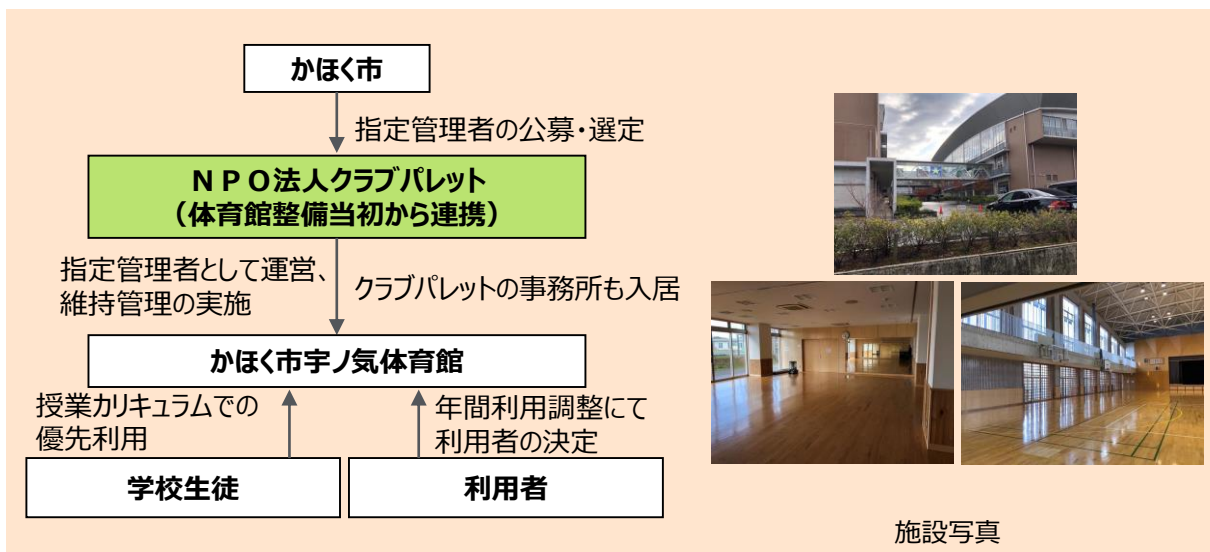 かほく市
指定管理者の公募・選定
ＮＰＯ法人クラブパレット
（体育館整備当初から連携）
指定管理者として運営、
維持管理の実施
クラブパレットの事務所も入居
かほく市宇ノ気体育館
授業カリキュラムでの
優先利用
年間利用調整にて
利用者の決定
学校生徒
利用者
施設写真